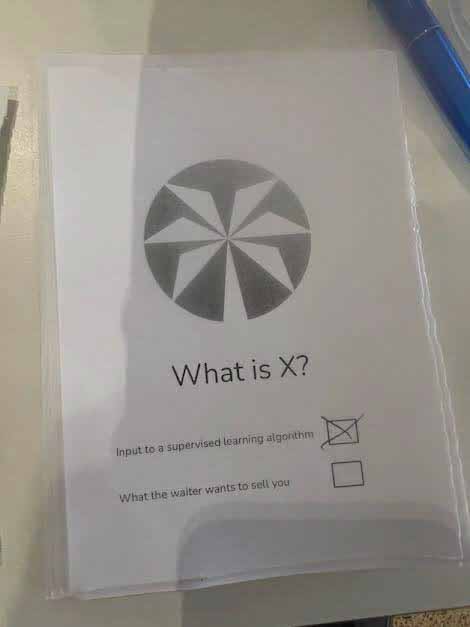 What is X?
Input to a supervised learning algorithm
What the waiter wants to sell you